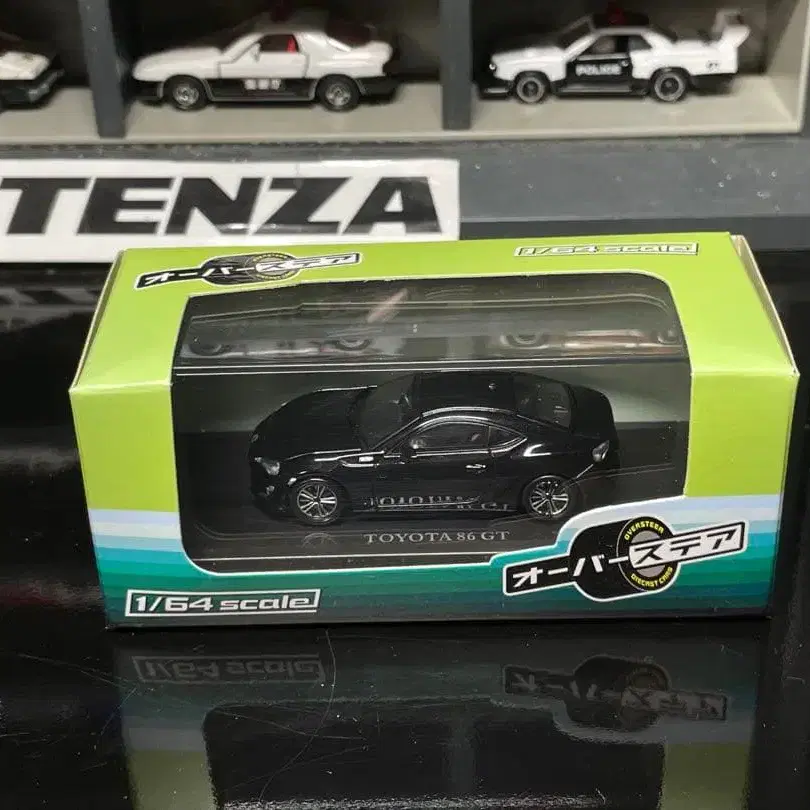 POLICE
TENZA
オーバーステア
1/64 scale
TOYOTA 86 GT
OVERSTEER
オーバーステア
DIECAST CARS
1/64 scale